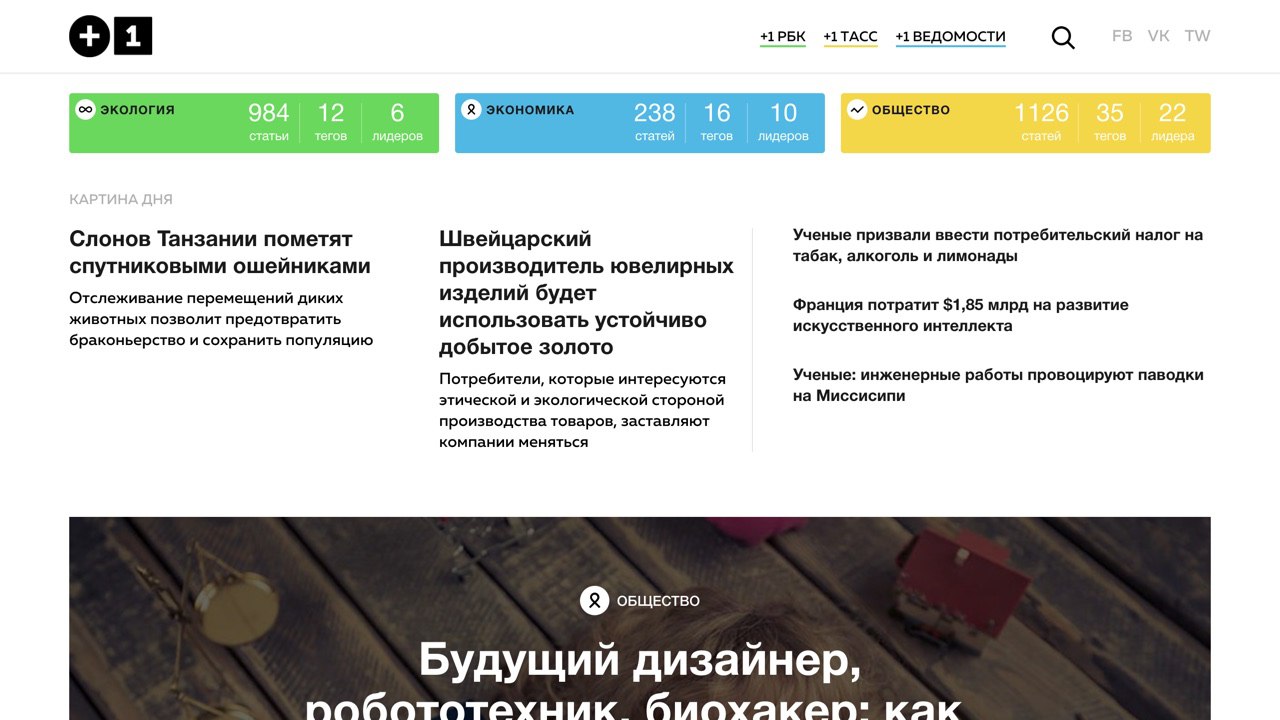 +1
+1 РБК +1 ТАСС +1 ВЕДОМОСТИ FB VK TW
ЭКОЛОГИЯ 984 статьи 12 тегов 6 лидеров
ЭКОНОМИКА 238 статей 16 тегов 10 лидеров
ОБЩЕСТВО 1126 статей 35 тегов 22 лидера
КАРТИНА ДНЯ
Слонов Танзании пометят
спутниковыми ошейниками
Отслеживание перемещений диких
животных позволит предотвратить
браконьерство и сохранить популяцию
Швейцарский
производитель ювелирных
изделий будет
использовать устойчиво
добытое золото
Потребители, которые интересуются
этической и экологической стороной
производства товаров, заставляют
компании меняться
Ученые призвали ввести потребительский налог на
табак, алкоголь и лимонады
Франция потратит $1,85 млрд на развитие
искусственного интеллекта
Ученые: инженерные работы провоцируют паводки
на Миссисипи
ОБЩЕСТВО
Будущий дизайнер,
робототехник, биохакер: как